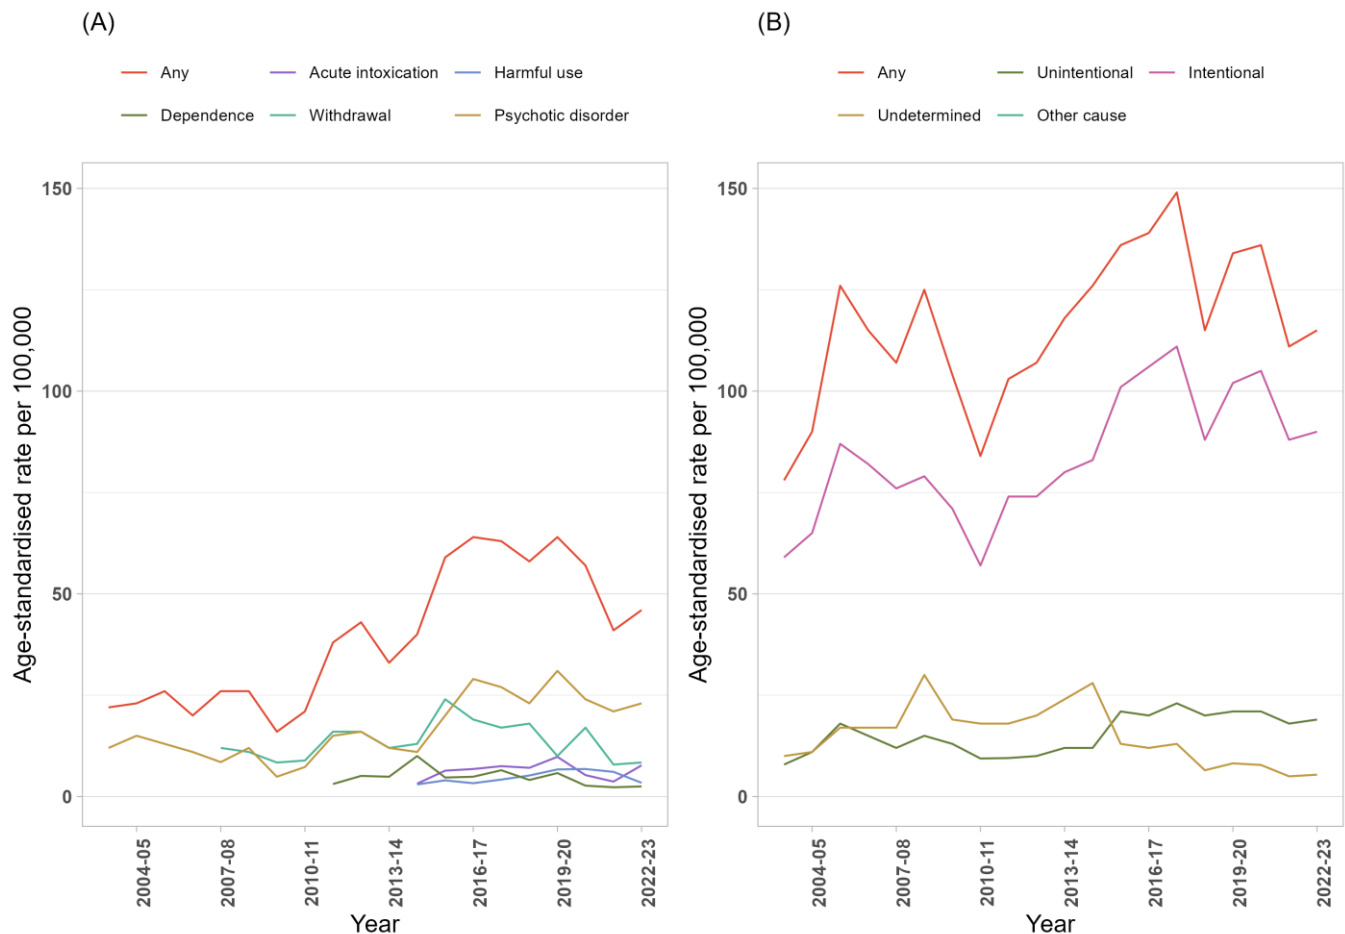 (A)
Any Acute intoxication Harmful use
Dependence Withdrawal Psychotic disorder
Age-standardised rate per 100,000
150
100
50
0
2004-05 2007-08 2010-11 2013-14 2016-17 2019-20 2022-23
Year
(B)
Any Unintentional Intentional
Undetermined Other cause
Age-standardised rate per 100,000
150
100
50
0
2004-05 2007-08 2010-11 2013-14 2016-17 2019-20 2022-23
Year